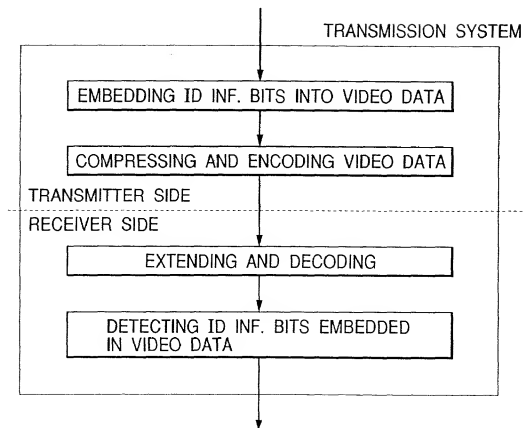 TRANSMISSION SYSTEM
EMBEDDING ID INF. BITS INTO VIDEO DATA
COMPRESSING AND ENCODING VIDEO DATA
TRANSMITTER SIDE
RECEIVER SIDE
EXTENDING AND DECODING
DETECTING ID INF. BITS EMBEDDED
IN VIDEO DATA